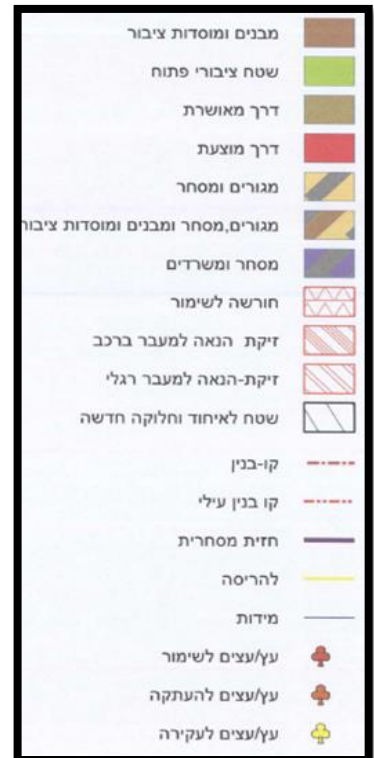 מבנים ומוסדות ציבור
שטח ציבורי פתוח
דרך מאושרת
דרך מוצעת
מגורים ומסחר
מגורים,מסחר ומבנים ומוסדות ציבור
מסחר ומשרדים
חורשה לשימור
זיקת הנאה למעבר ברכב
זיקת-הנאה למעבר רגלי
שטח לאיחוד וחלוקה חדשה
קו-בנין
קו בנין עילי
חזית מסחרית
להריסה
מידות
עץ/עצים לשימור
עץ/עצים להעתקה
עץ/עצים לעקירה